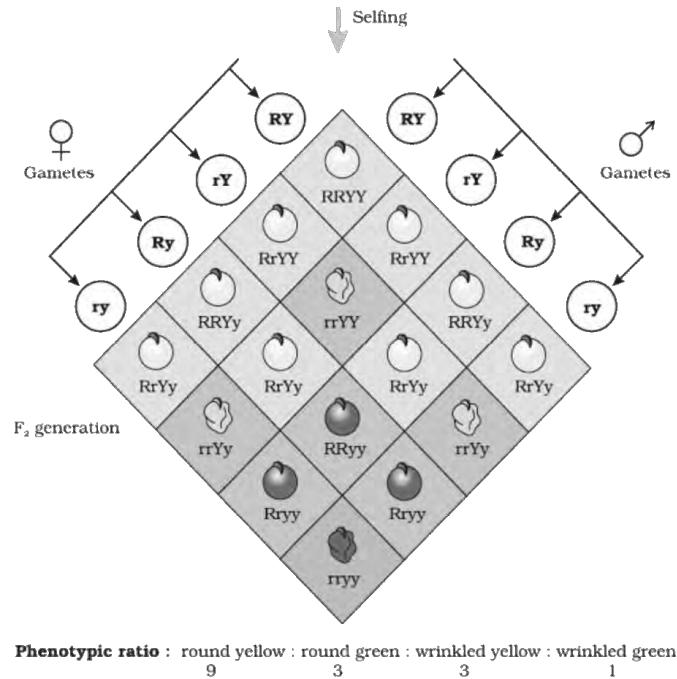 Selfing
RY RY
Gametes rY rY Gametes
RRYY
Ry RrYY RrYY Ry
ry RRYy rrYY RRYy ry
RrYy RrYy RrYy RrYy
F₂ generation
rrYy RRyy rrYy
Rryy Rryy
rryy
Phenotypic ratio : round yellow : round green : wrinkled yellow : wrinkled green
9 3 3 1